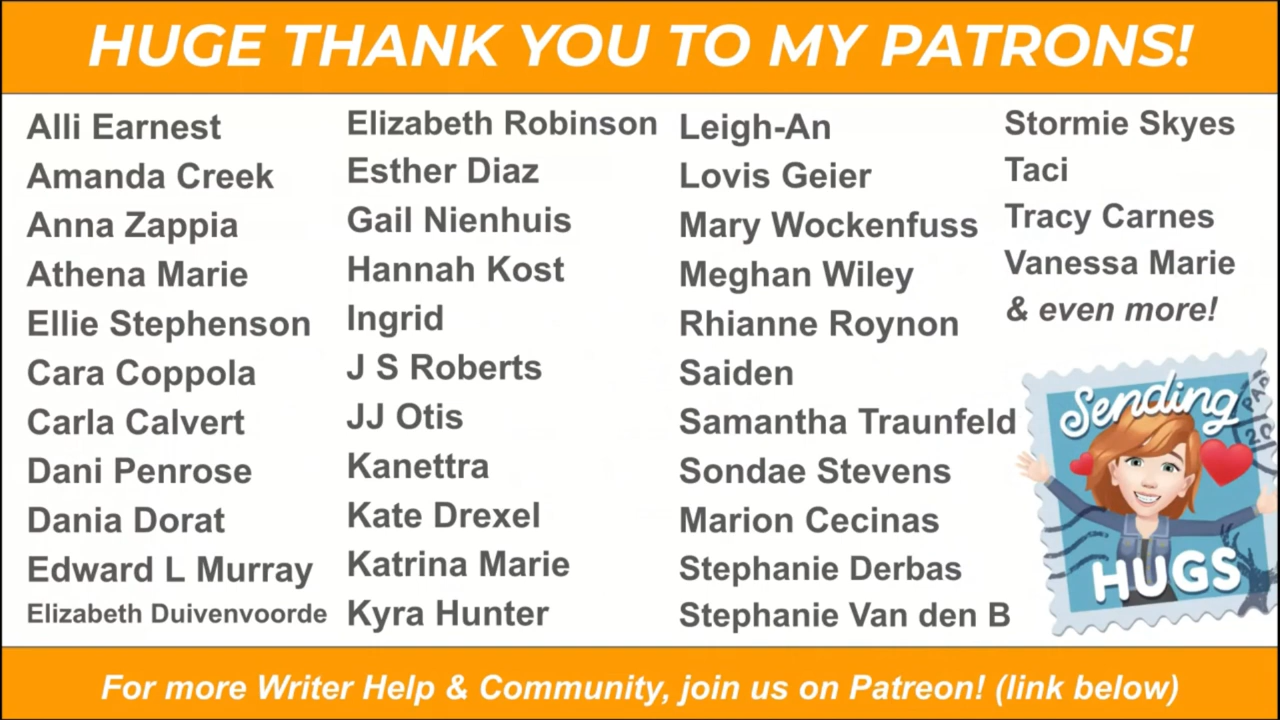 HUGE THANK YOU TO MY PATRONS!
Alli Earnest
Amanda Creek
Anna Zappia
Athena Marie
Ellie Stephenson
Cara Coppola
Carla Calvert
Dani Penrose
Dania Dorat
Edward L Murray
Elizabeth Duivenvoorde
Elizabeth Robinson
Esther Diaz
Gail Nienhuis
Hannah Kost
Ingrid
J S Roberts
JJ Otis
Kanettra
Kate Drexel
Katrina Marie
Kyra Hunter
Leigh-An
Lovis Geier
Mary Wockenfuss
Meghan Wiley
Rhianne Roynon
Saiden
Samantha Traunfeld
Sondae Stevens
Marion Cecinas
Stephanie Derbas
Stephanie Van den B
Stormie Skyes
Taci
Tracy Carnes
Vanessa Marie
& even more!
Sending
HUGS
For more Writer Help & Community, join us on Patreon! (link below)